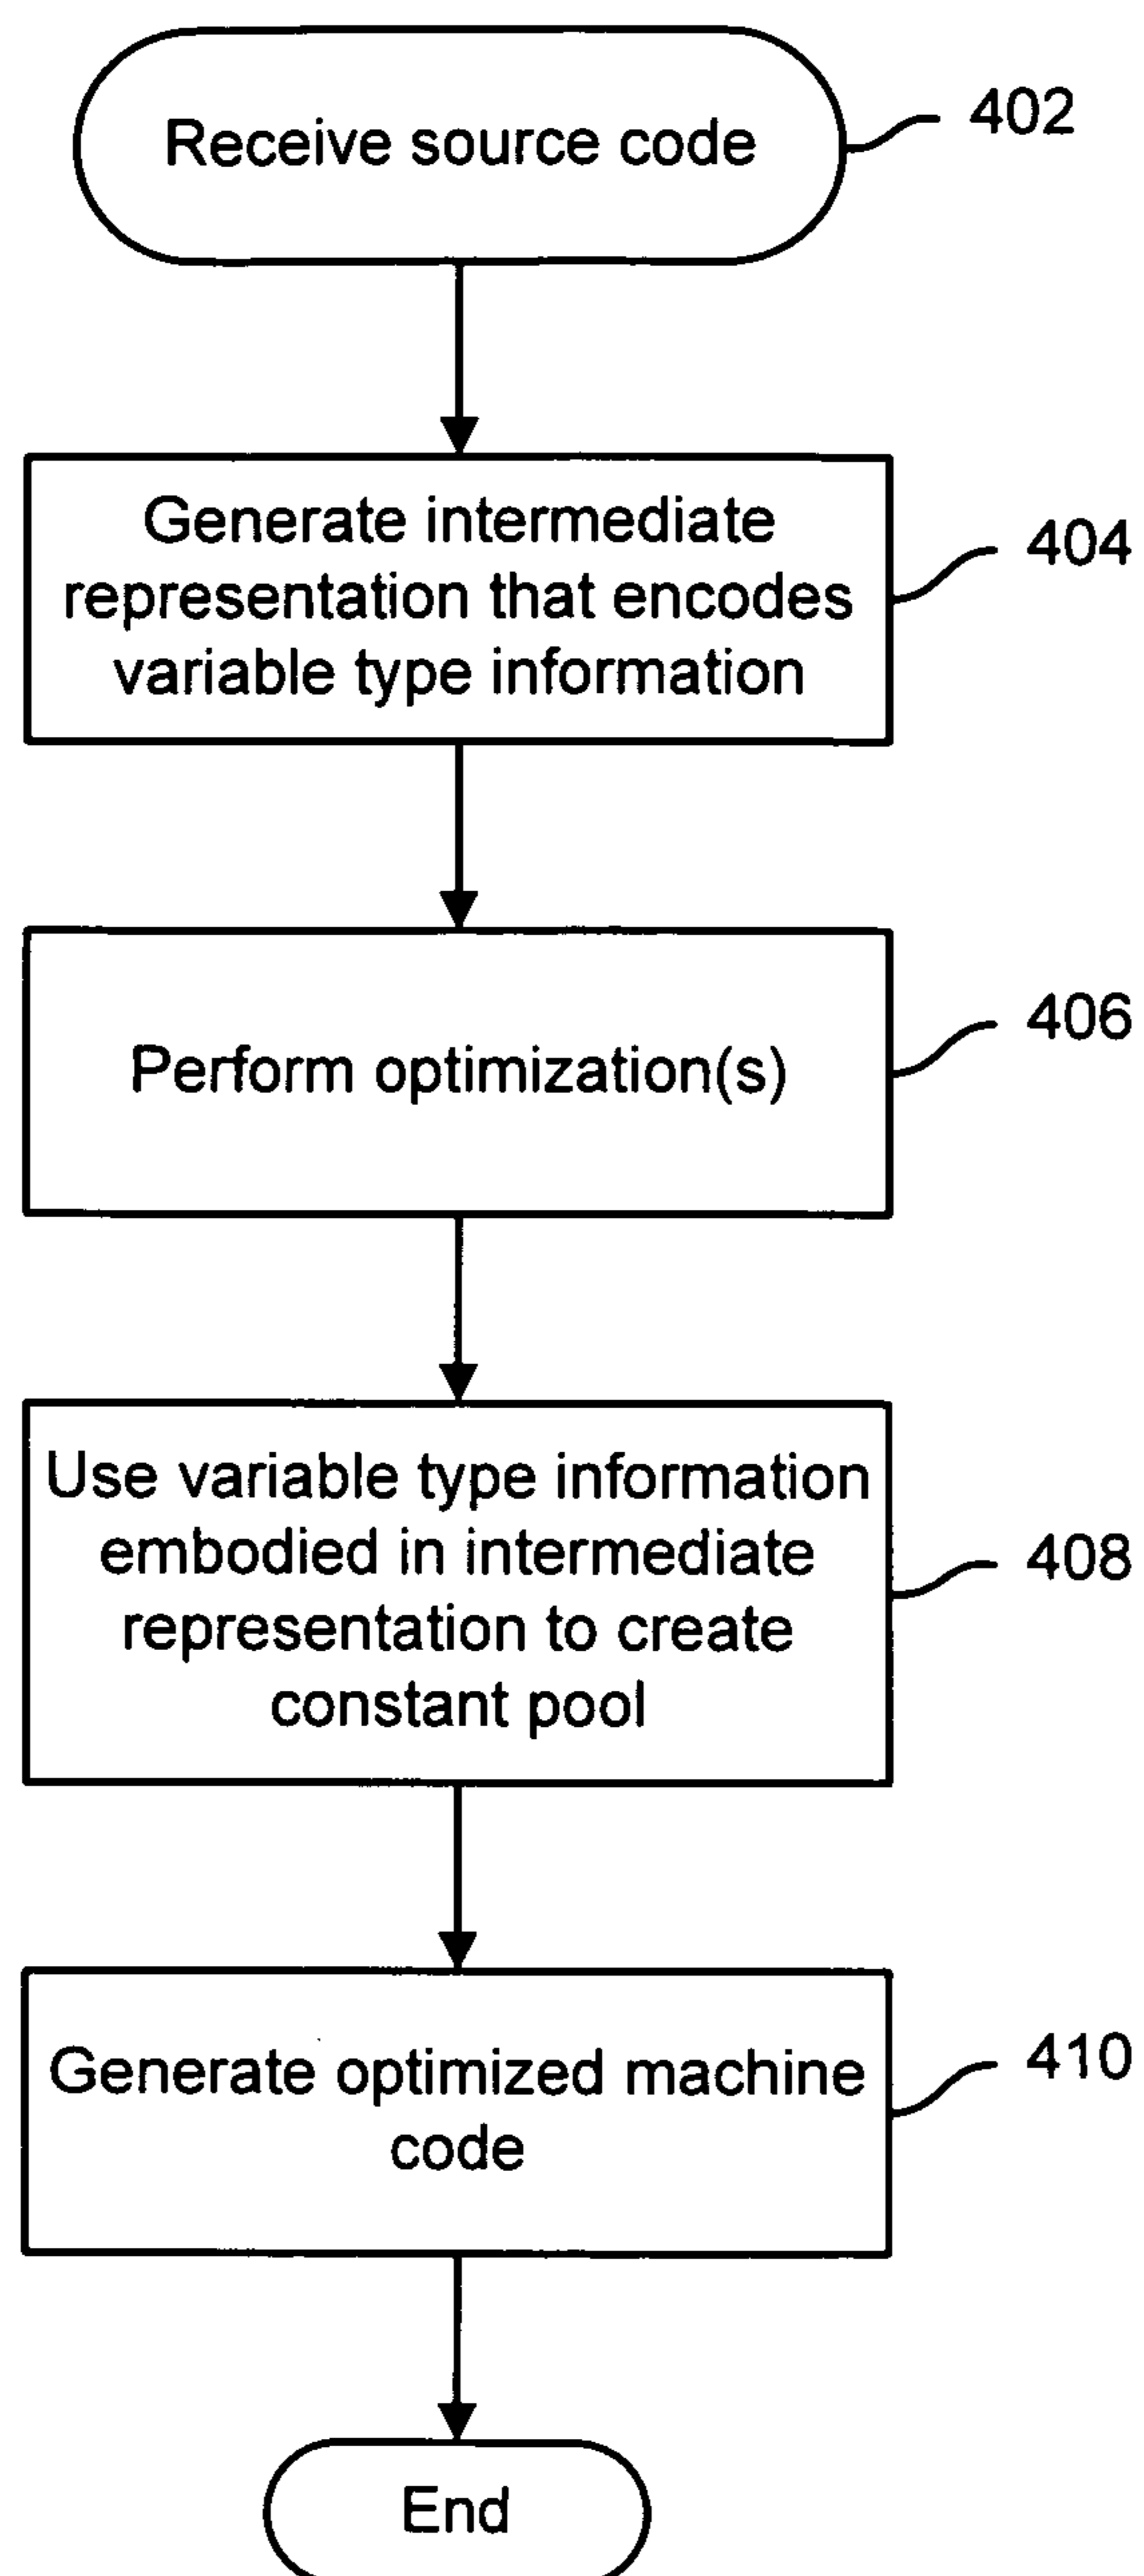 Receive source code
402
Generate intermediate
representation that encodes
variable type information
404
Perform optimization(s)
406
Use variable type information
embodied in intermediate
representation to create
constant pool
408
Generate optimized machine
code
410
End